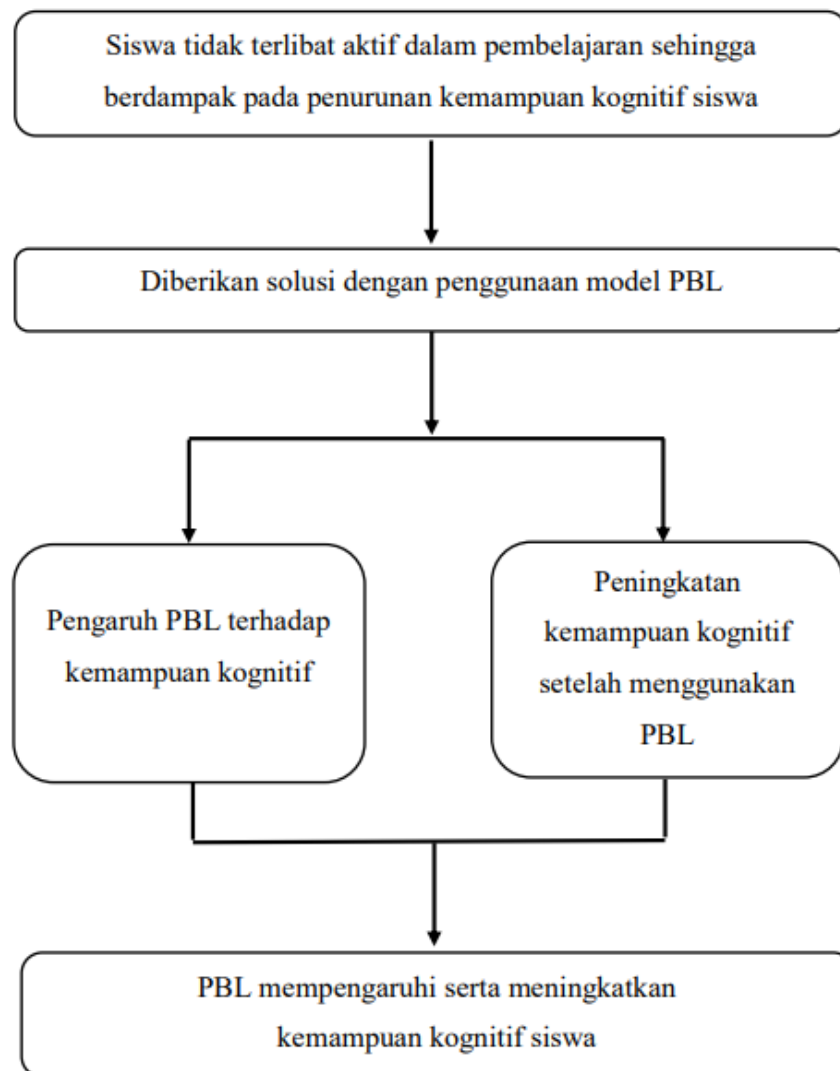 Siswa tidak terlibat aktif dalam pembelajaran sehingga
berdampak pada penurunan kemampuan kognitif siswa
Diberikan solusi dengan penggunaan model PBL
Pengaruh PBL terhadap
kemampuan kognitif
Peningkatan
kemampuan kognitif
setelah menggunakan
PBL
PBL mempengaruhi serta meningkatkan
kemampuan kognitif siswa